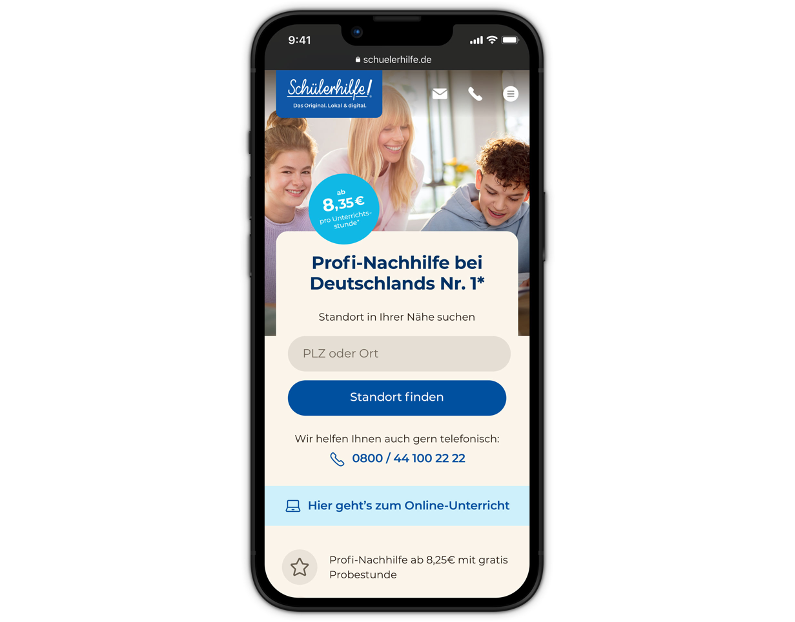 9:41
schuelerhilfe.de
Schülerhilfe!
Das Original. Lokal & digital.
ab
8,35€
pro Unterrichts-
stunde*
Profi-Nachhilfe bei
Deutschlands Nr. 1*
Standort in Ihrer Nähe suchen
PLZ oder Ort
Standort finden
Wir helfen Ihnen auch gern telefonisch:
0800 / 44 100 22 22
Hier geht's zum Online-Unterricht
Profi-Nachhilfe ab 8,25€ mit gratis
Probestunde